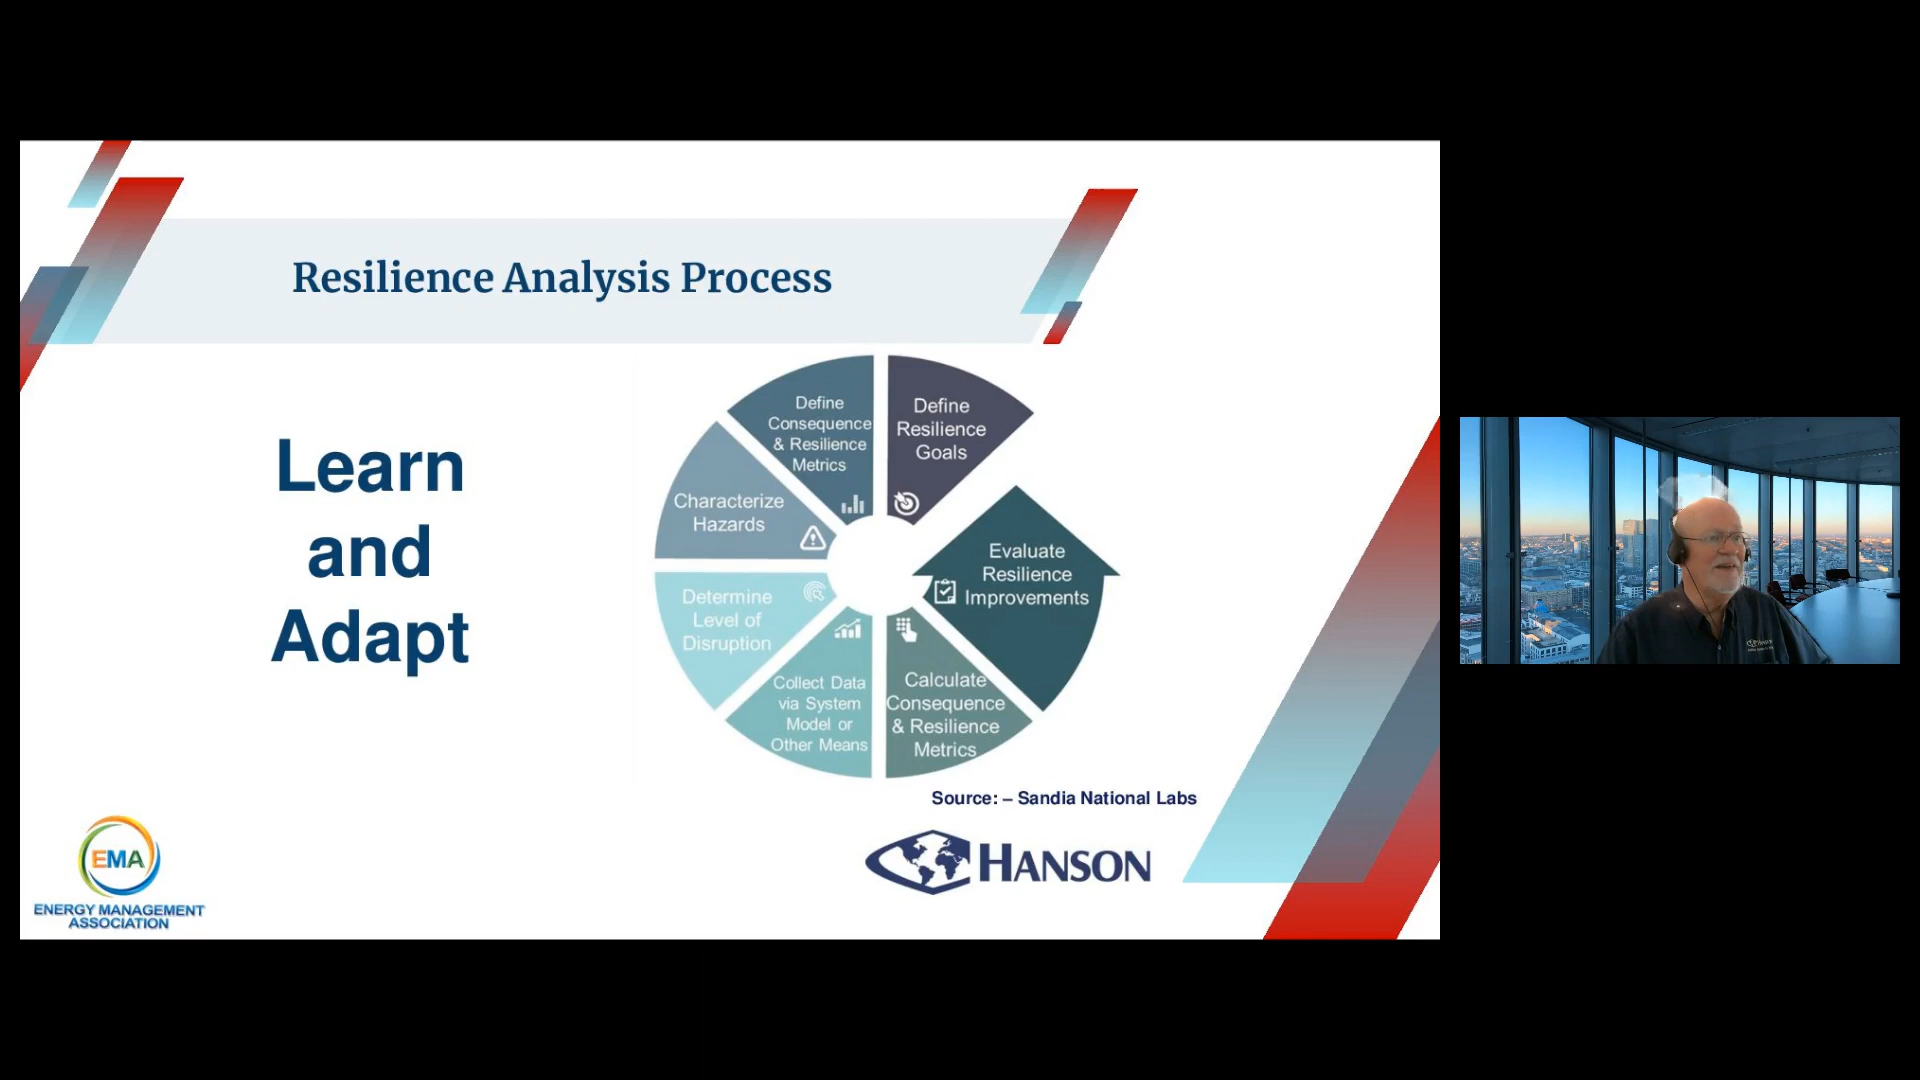 Resilience Analysis Process
Learn
and
Adapt
Define
Resilience
Goals
Define
Consequence
& Resilience
Metrics
Characterize
Hazards
Determine
Level of
Disruption
Collect Data
via System
Model or
Other Means
Calculate
Consequence
& Resilience
Metrics
Evaluate
Resilience
Improvements
Source: – Sandia National Labs
HANSON
EMA
ENERGY MANAGEMENT
ASSOCIATION